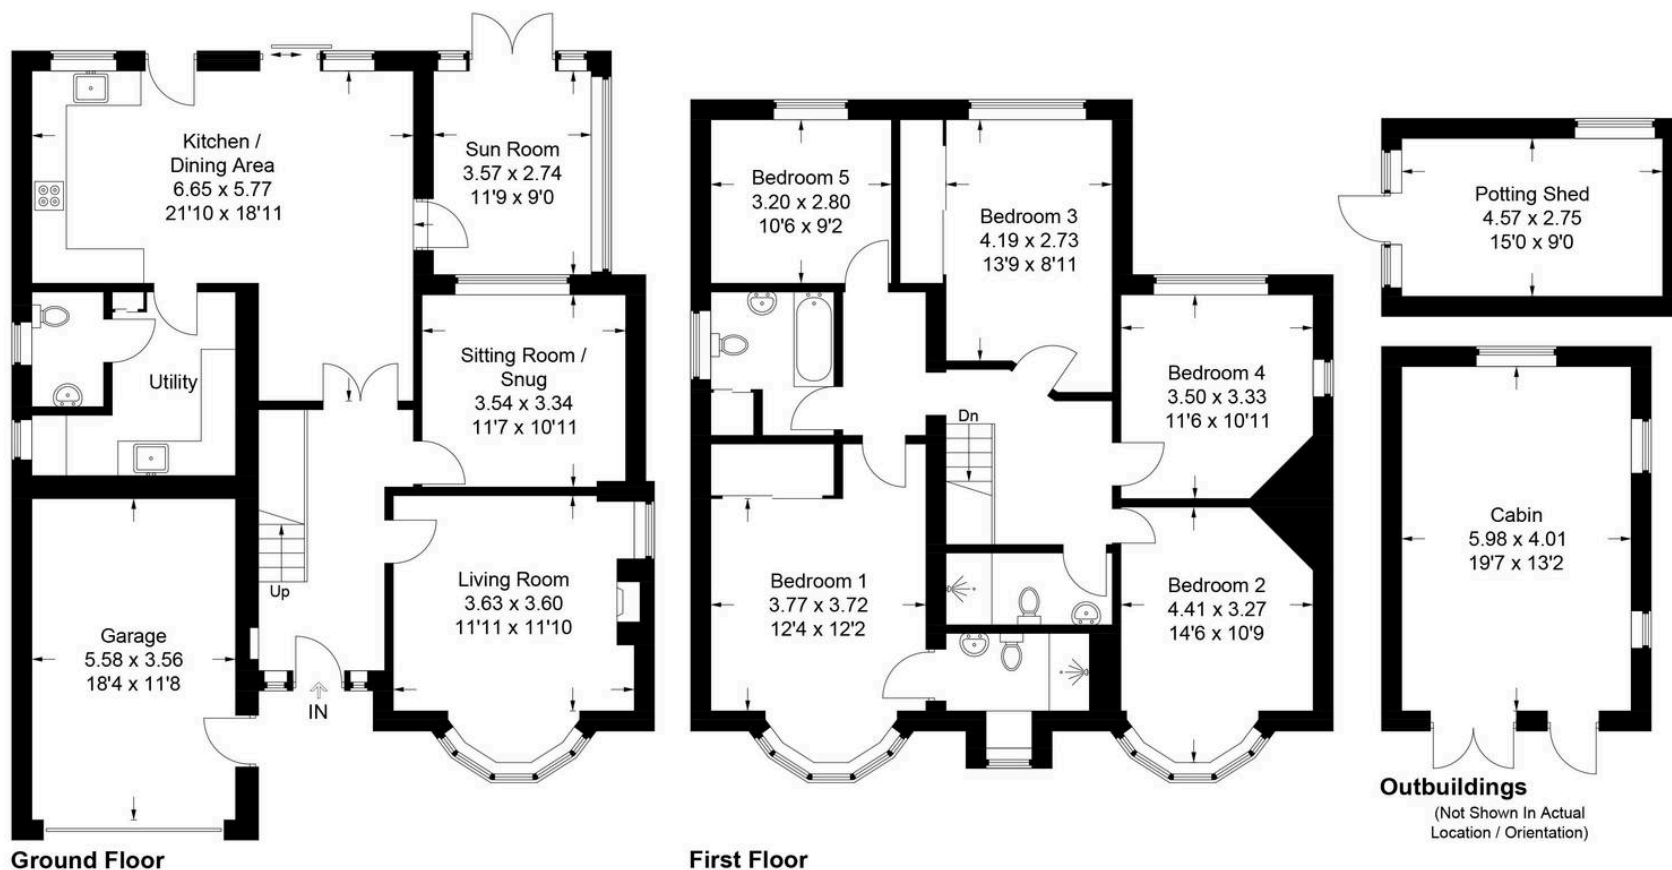 Kitchen /
Dining Area
6.65 x 5.77
21'10 x 18'11
Sun Room
3.57 x 2.74
11'9 x 9'0
Utility
Sitting Room /
Snug
3.54 x 3.34
11'7 x 10'11
Up
Living Room
3.63 x 3.60
11'11 x 11'10
Garage
5.58 x 3.56
18'4 x 11'8
IN
Ground Floor
Bedroom 5
3.20 x 2.80
10'6 x 9'2
Bedroom 3
4.19 x 2.73
13'9 x 8'11
Bedroom 4
3.50 x 3.33
11'6 x 10'11
Dn
Bedroom 1
3.77 x 3.72
12'4 x 12'2
Bedroom 2
4.41 x 3.27
14'6 x 10'9
First Floor
Potting Shed
4.57 x 2.75
15'0 x 9'0
Cabin
5.98 x 4.01
19'7 x 13'2
Outbuildings
(Not Shown In Actual
Location / Orientation)